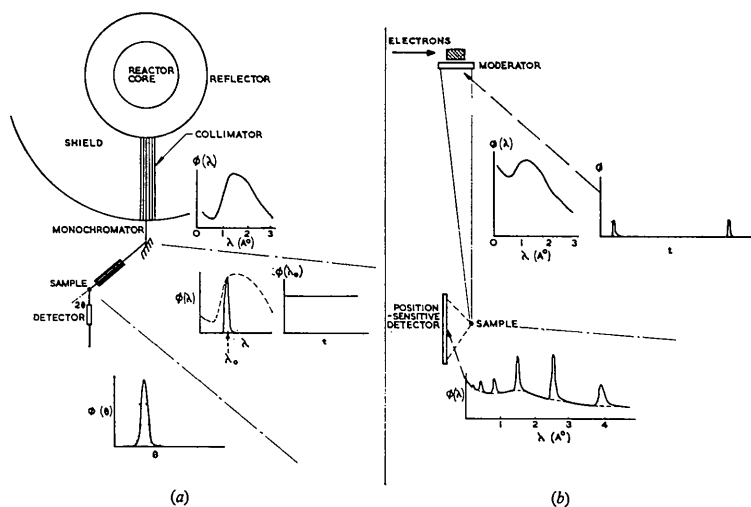 REACTOR
CORE
REFLECTOR
SHIELD
COLLIMATOR
MONOCHROMATOR
ϕ(λ)
0 1 2 3
λ (A°)
SAMPLE
2θ
DETECTOR
ϕ(λ)
λ
λ₀
ϕ(λ₀)
t
ϕ (θ)
θ
(a)
ELECTRONS
MODERATOR
ϕ(λ)
0 1 2 3
λ (A°)
ϕ
t
POSITION
-SENSITIVE
DETECTOR
SAMPLE
ϕ(λ)
0 1 2 3 4
λ (A°)
(b)